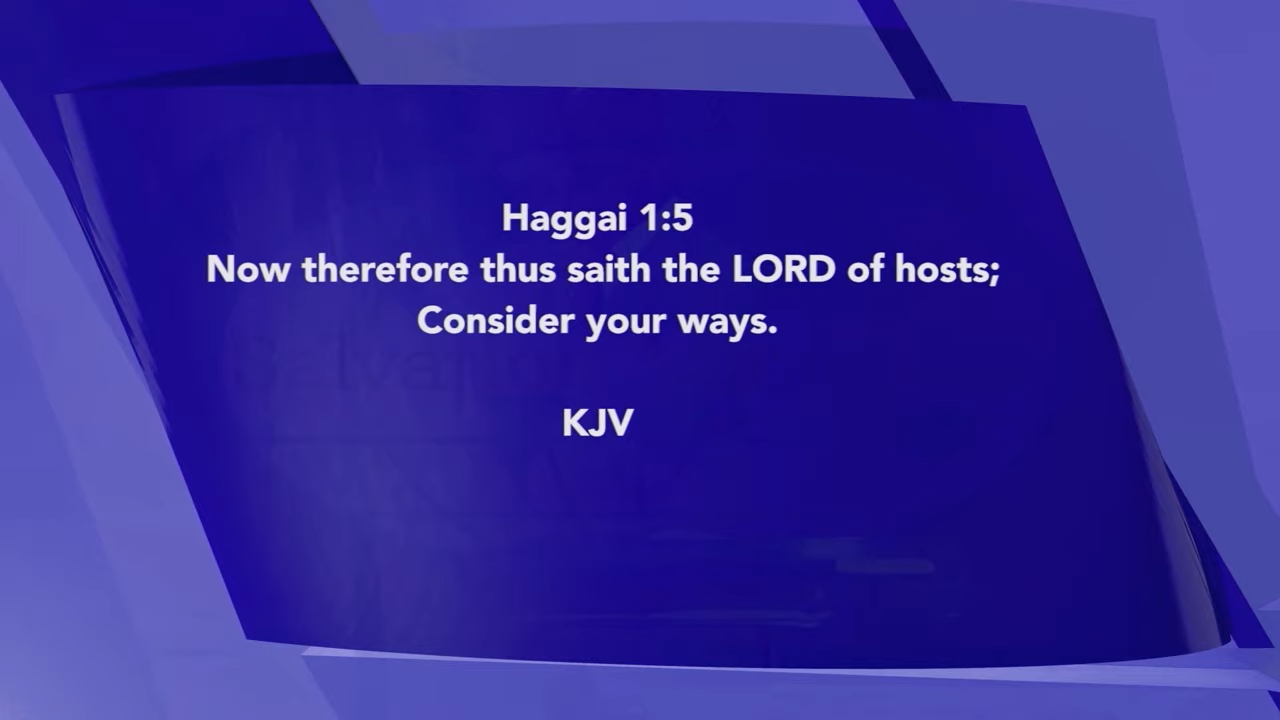 Haggai 1:5
Now therefore thus saith the LORD of hosts;
Consider your ways.
KJV